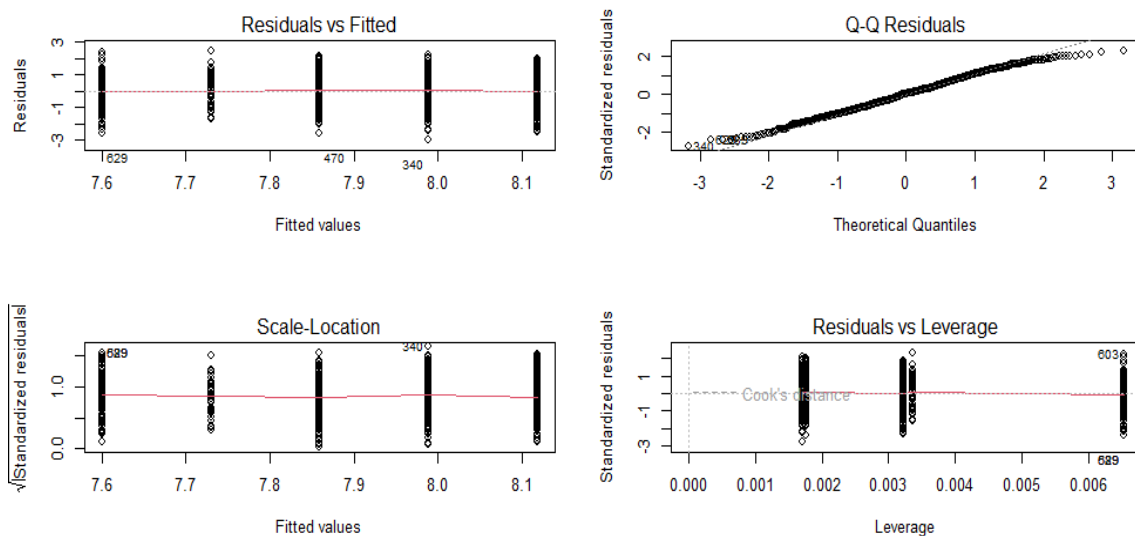 Residuals vs Fitted
Residuals
3
1
-1
-3
629
470
340
7.6 7.7 7.8 7.9 8.0 8.1
Fitted values
Q-Q Residuals
Standardized residuals
2
0
-2
340
-3 -2 -1 0 1 2 3
Theoretical Quantiles
Scale-Location
√|Standardized residuals|
1.0
0.0
340
7.6 7.7 7.8 7.9 8.0 8.1
Fitted values
Residuals vs Leverage
Standardized residuals
1
-1
-3
Cook's distance
603
0.000 0.001 0.002 0.003 0.004 0.005 0.006
Leverage